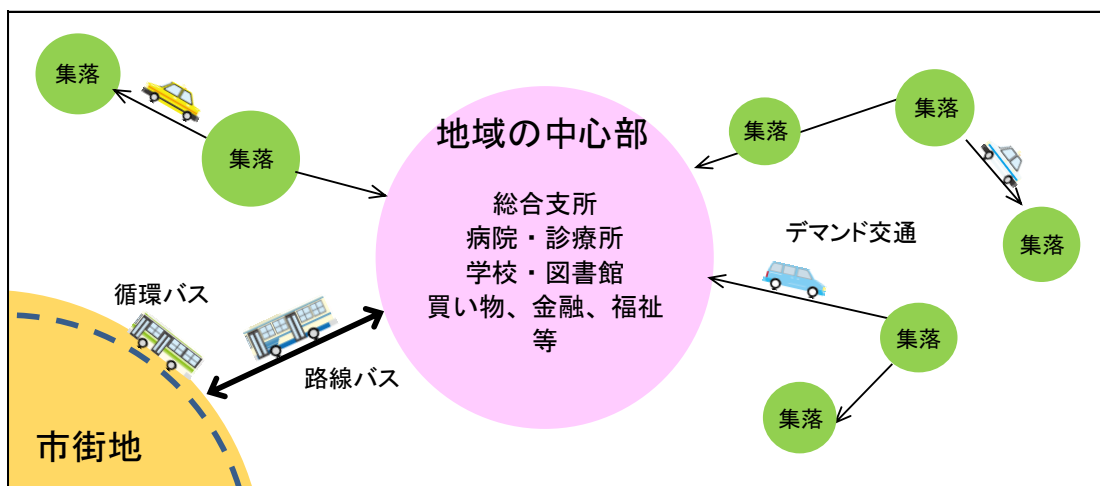 集落
集落
地域の中心部
総合支所
病院・診療所
学校・図書館
買い物、金融、福祉
等
集落
集落
集落
デマンド交通
集落
集落
循環バス
路線バス
市街地